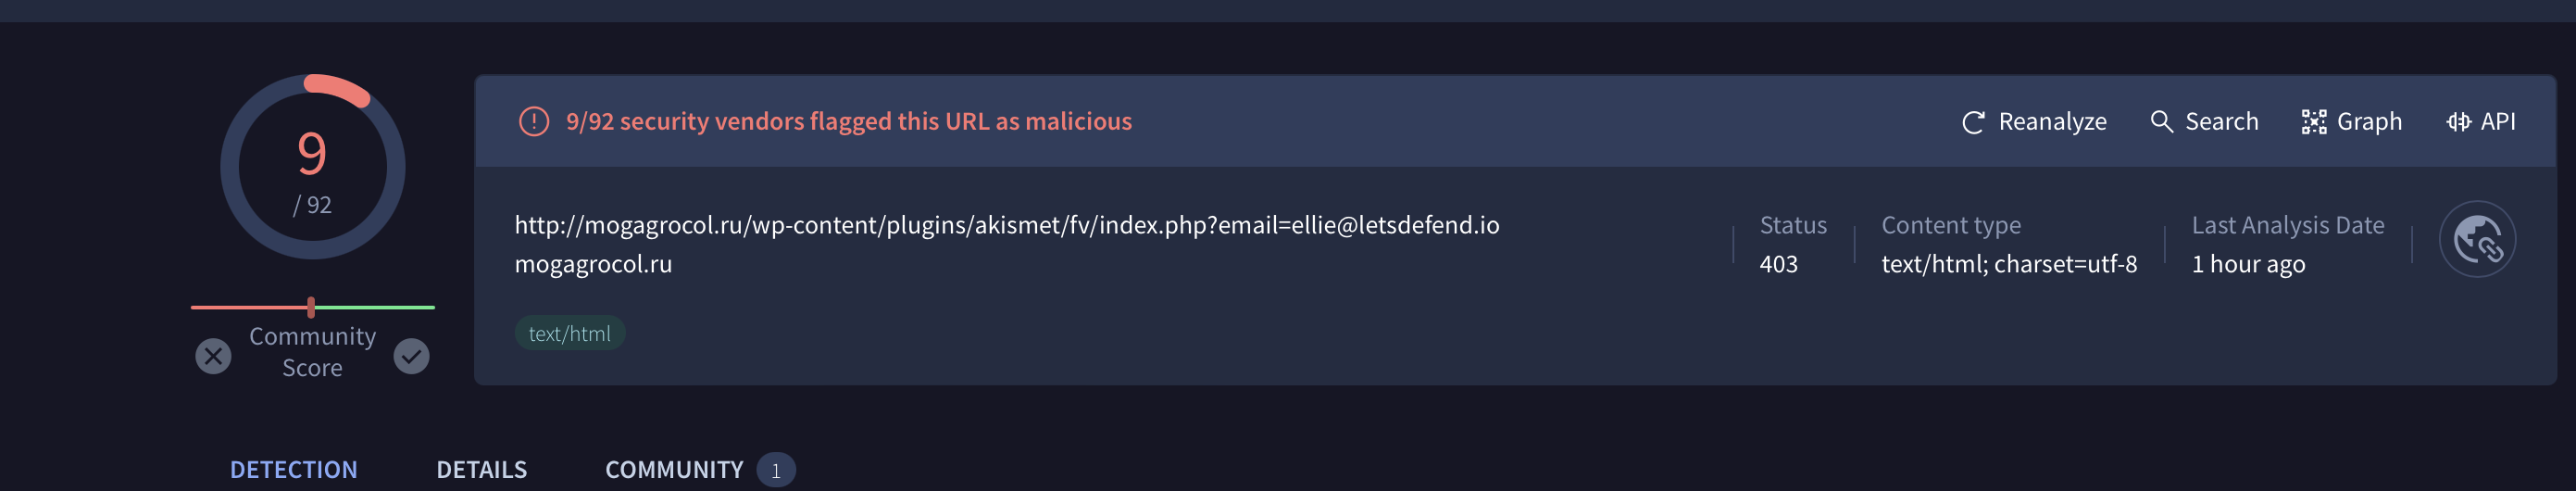 9
/ 92
Community
Score
9/92 security vendors flagged this URL as malicious
Reanalyze
Search
Graph
API
http://mogagrocol.ru/wp-content/plugins/akismet/fv/index.php?email=ellie@letsdefend.io
mogagrocol.ru
Status
403
Content type
text/html; charset=utf-8
Last Analysis Date
1 hour ago
text/html
DETECTION DETAILS COMMUNITY 1